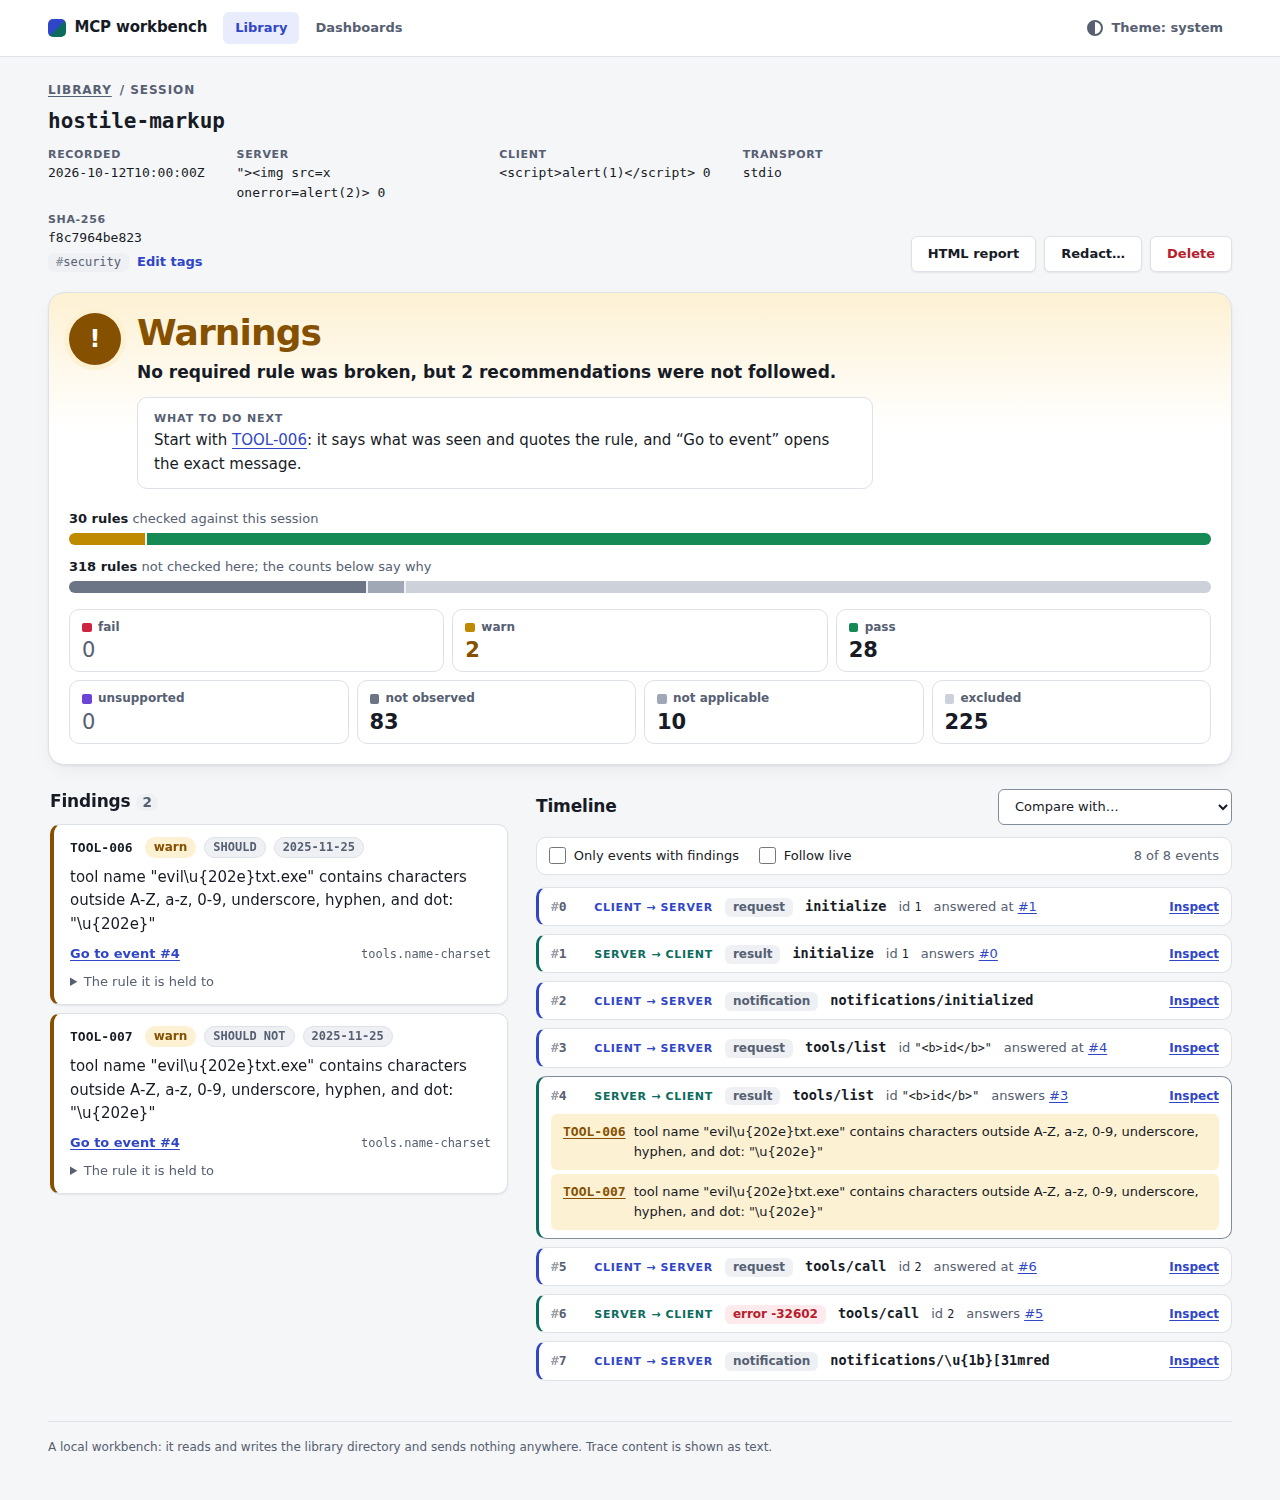 MCP workbench
Library
Dashboards
Theme: system
LIBRARY / SESSION
hostile-markup
RECORDED
2026-10-12T10:00:00Z
SERVER
"><img src=x
onerror=alert(2)> 0
CLIENT
<script>alert(1)</script> 0
TRANSPORT
stdio
SHA-256
f8c7964be823
#security
Edit tags
HTML report
Redact…
Delete
!
Warnings
No required rule was broken, but 2 recommendations were not followed.
WHAT TO DO NEXT
Start with TOOL-006: it says what was seen and quotes the rule, and “Go to event” opens
the exact message.
30 rules checked against this session
318 rules not checked here; the counts below say why
fail
0
warn
2
pass
28
unsupported
0
not observed
83
not applicable
10
excluded
225
Findings 2
TOOL-006 warn SHOULD 2025-11-25
tool name "evil\u{202e}txt.exe" contains characters
outside A-Z, a-z, 0-9, underscore, hyphen, and dot:
"\u{202e}"
Go to event #4
tools.name-charset
The rule it is held to
TOOL-007 warn SHOULD NOT 2025-11-25
tool name "evil\u{202e}txt.exe" contains characters
outside A-Z, a-z, 0-9, underscore, hyphen, and dot:
"\u{202e}"
Go to event #4
tools.name-charset
The rule it is held to
Timeline
Compare with…
Only events with findings
Follow live
8 of 8 events
#0 CLIENT → SERVER request initialize id 1 answered at #1 Inspect
#1 SERVER → CLIENT result initialize id 1 answers #0 Inspect
#2 CLIENT → SERVER notification notifications/initialized Inspect
#3 CLIENT → SERVER request tools/list id "<b>id</b>" answered at #4 Inspect
#4 SERVER → CLIENT result tools/list id "<b>id</b>" answers #3 Inspect
TOOL-006 tool name "evil\u{202e}txt.exe" contains characters outside A-Z, a-z, 0-9, underscore,
hyphen, and dot: "\u{202e}"
TOOL-007 tool name "evil\u{202e}txt.exe" contains characters outside A-Z, a-z, 0-9, underscore,
hyphen, and dot: "\u{202e}"
#5 CLIENT → SERVER request tools/call id 2 answered at #6 Inspect
#6 SERVER → CLIENT error -32602 tools/call id 2 answers #5 Inspect
#7 CLIENT → SERVER notification notifications/\u{1b}[31mred Inspect
A local workbench: it reads and writes the library directory and sends nothing anywhere. Trace content is shown as text.